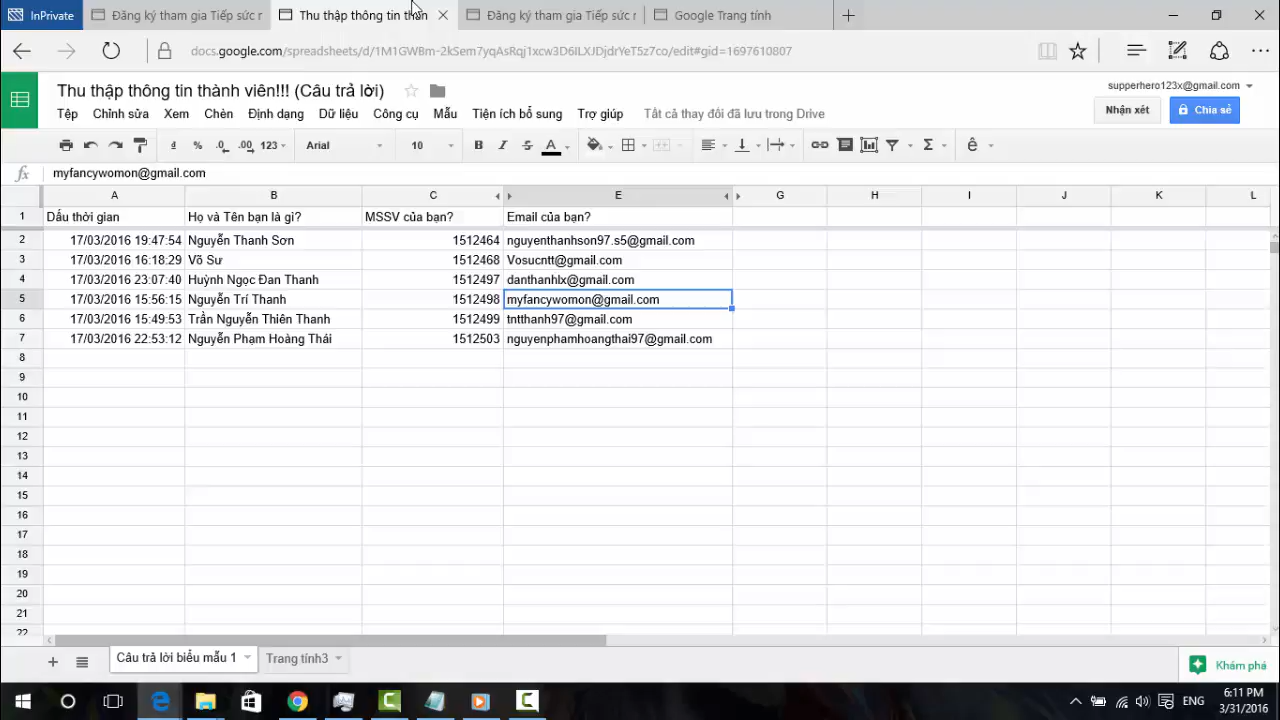 InPrivate
Đăng ký tham gia Tiếp sức r
Thu thập thông tin thàn
Đăng ký tham gia Tiếp sức r
Google Trang tính
docs.google.com/spreadsheets/d/1M1GWBm-2kSem7yqAsRqj1xcw3D6ILXJDjdrYeT5z7co/edit#gid=1697610807
Thu thập thông tin thành viên!!! (Câu trả lời)
supperhero123x@gmail.com
Tệp Chỉnh sửa Xem Chèn Định dạng Dữ liệu Công cụ Mẫu Tiện ích bổ sung Trợ giúp Tất cả thay đổi đã lưu trong Drive
Nhận xét
Chia sẻ
đ % .0 .00 123 Arial 10 B I S A Σ ê
fx myfancywomon@gmail.com
A B C E G H I J K L
1 Dấu thời gian Họ và Tên bạn là gì? MSSV của bạn? Email của bạn?
2 17/03/2016 19:47:54 Nguyễn Thanh Sơn 1512464 nguyenthanhson97.s5@gmail.com
3 17/03/2016 16:18:29 Võ Sư 1512468 Vosucntt@gmail.com
4 17/03/2016 23:07:40 Huỳnh Ngọc Đan Thanh 1512497 danthanhlx@gmail.com
5 17/03/2016 15:56:15 Nguyễn Trí Thanh 1512498 myfancywomon@gmail.com
6 17/03/2016 15:49:53 Trần Nguyễn Thiên Thanh 1512499 tntthanh97@gmail.com
7 17/03/2016 22:53:12 Nguyễn Phạm Hoàng Thái 1512503 nguyenphamhoangthai97@gmail.com
8
9
10
11
12
13
14
15
16
17
18
19
20
21
22
Câu trả lời biểu mẫu 1
Trang tính3
Khám phá
ENG
6:11 PM
3/31/2016